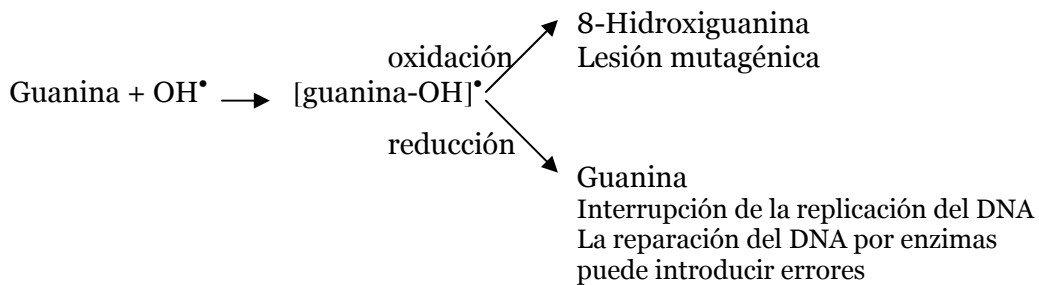 8-Hidroxiguanina
oxidación Lesión mutagénica
Guanina + OH• [guanina-OH]•
reducción
Guanina
Interrupción de la replicación del DNA
La reparación del DNA por enzimas
puede introducir errores